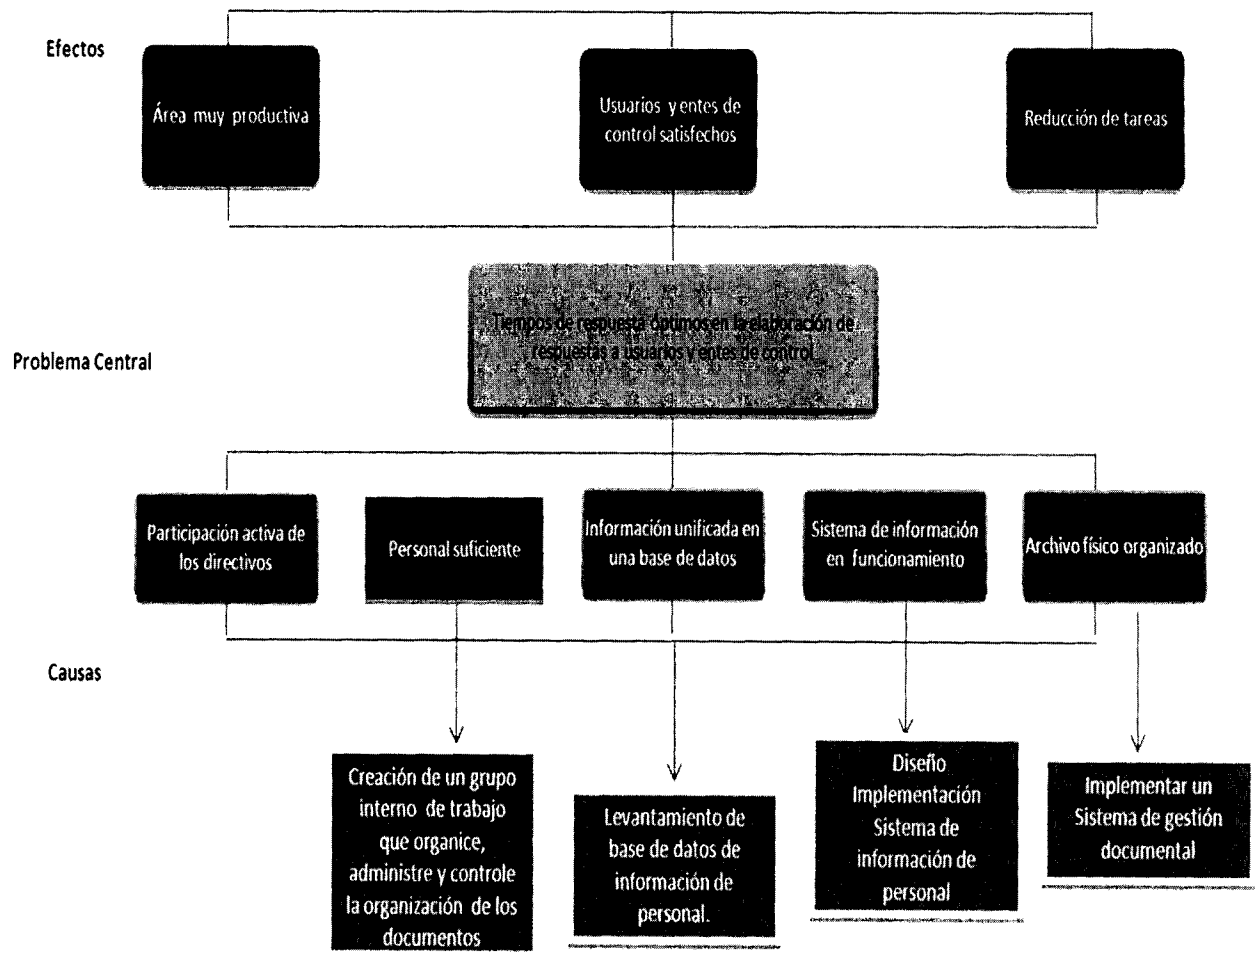 Efectos
Área muy productiva
Usuarios y entes de
control satisfechos
Reducción de tareas
Problema Central
Tiempos de respuesta óptimos en la elaboración de
respuestas a usuarios y entes de control
Participación activa de
los directivos
Personal suficiente
Información unificada en
una base de datos
Sistema de información
en funcionamiento
Archivo físico organizado
Causas
Creación de un grupo
interno de trabajo
que organice,
administre y controle
la organización de los
documentos
Levantamiento de
base de datos de
información de
personal.
Diseño
Implementación
Sistema de
información de
personal
Implementar un
Sistema de gestión
documental